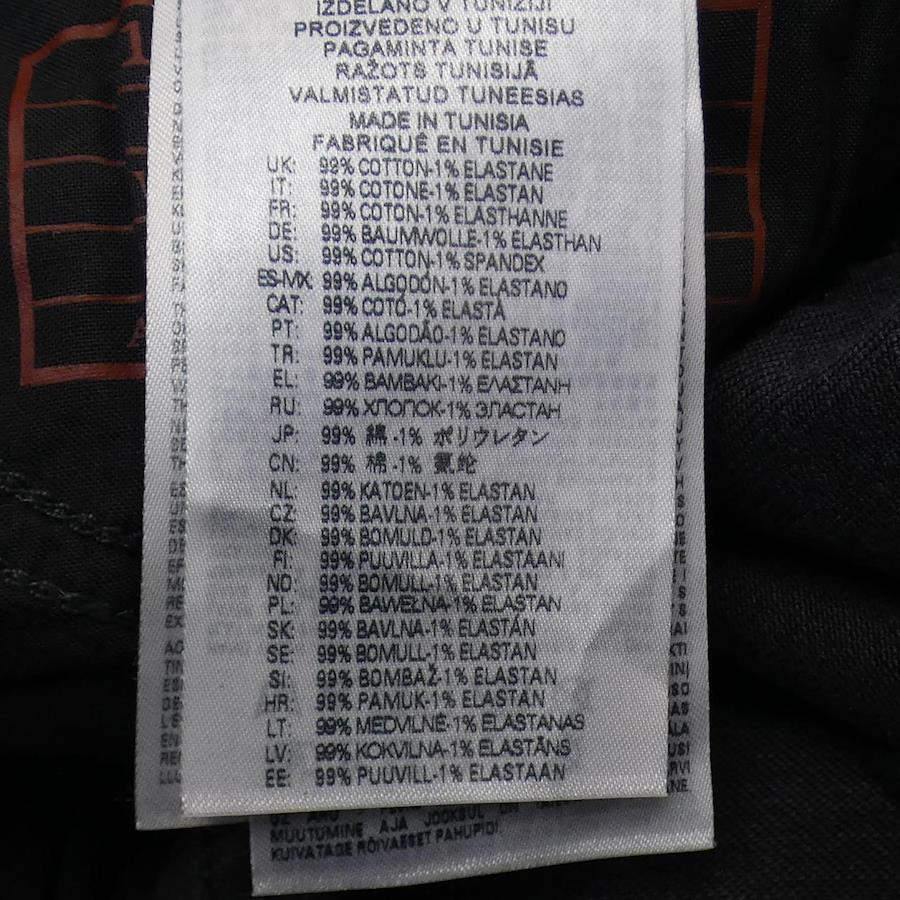 IZDELANO V TUNIZIJI
PROIZVEDENO U TUNISU
PAGAMINTA TUNISE
RAŽOTS TUNISIJĀ
VALMISTATUD TUNEESIAS
MADE IN TUNISIA
FABRIQUÉ EN TUNISIE
UK: 99% COTTON-1% ELASTANE
IT: 99% COTONE-1% ELASTAN
FR: 99% COTON-1% ELASTHANNE
DE: 99% BAUMWOLLE-1% ELASTHAN
US: 99% COTTON-1% SPANDEX
ES-MX: 99% ALGODÓN-1% ELASTANO
CAT: 99% COTÓ-1% ELASTÀ
PT: 99% ALGODÃO-1% ELASTANO
TR: 99% PAMUKLU-1% ELASTAN
EL: 99% ΒΑΜΒΑΚΙ-1% ΕΛΑΣΤΑΝΗ
RU: 99% ХЛОПОК-1% ЭЛАСТАН
JP: 99% 綿 -1% ポリウレタン
CN: 99% 棉 -1% 氨纶
NL: 99% KATOEN-1% ELASTAN
CZ: 99% BAVLNA-1% ELASTAN
DK: 99% BOMULD-1% ELASTAN
FI: 99% PUUVILLA-1% ELASTAANI
NO: 99% BOMULL-1% ELASTAN
PL: 99% BAWEŁNA-1% ELASTAN
SK: 99% BAVLNA-1% ELASTÁN
SE: 99% BOMULL-1% ELASTAN
SI: 99% BOMBAŽ-1% ELASTAN
HR: 99% PAMUK-1% ELASTAN
LT: 99% MEDVILNĖ-1% ELASTANAS
LV: 99% KOKVILNA-1% ELASTĀNS
EE: 99% PUUVILL-1% ELASTAAN
MUUTUMINE AJA JOOKSUL ON
KUIVATAGE RÕIVAESET PAHUPIDI.